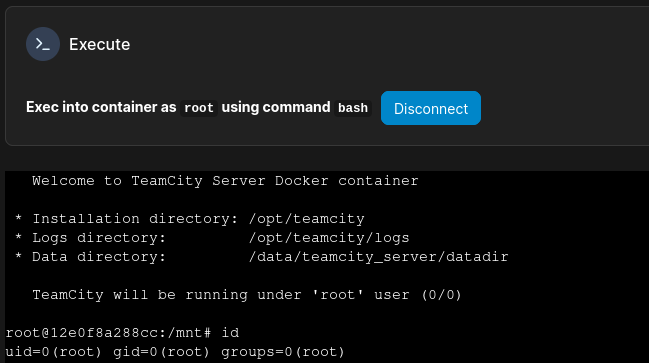 Execute
Exec into container as root using command bash Disconnect
Welcome to TeamCity Server Docker container
* Installation directory: /opt/teamcity
* Logs directory: /opt/teamcity/logs
* Data directory: /data/teamcity_server/datadir
TeamCity will be running under 'root' user (0/0)
root@12e0f8a288cc:/mnt# id
uid=0(root) gid=0(root) groups=0(root)